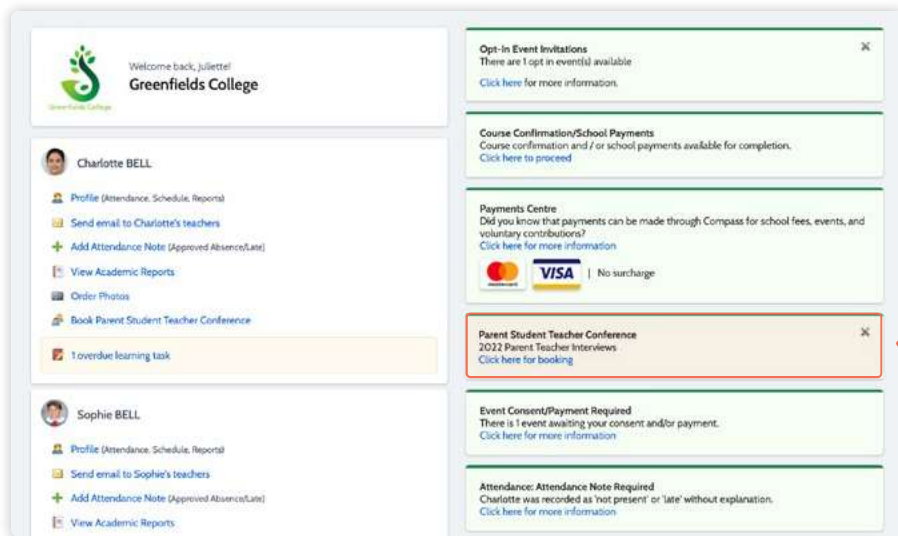 Welcome back, Juliette!
Greenfields College
Greenfields College
Charlotte BELL
Profile (Attendance, Schedule, Reports)
Send email to Charlotte's teachers
Add Attendance Note (Approved Absence/Late)
View Academic Reports
Order Photos
Book Parent Student Teacher Conference
1 overdue learning task
Sophie BELL
Profile (Attendance, Schedule, Reports)
Send email to Sophie's teachers
Add Attendance Note (Approved Absence/Late)
View Academic Reports
Opt-In Event Invitations
There are 1 opt in event(s) available
Click here for more information.
Course Confirmation/School Payments
Course confirmation and / or school payments available for completion.
Click here to proceed
Payments Centre
Did you know that payments can be made through Compass for school fees, events, and
voluntary contributions?
Click here for more information
mastercard VISA | No surcharge
Parent Student Teacher Conference
2022 Parent Teacher Interviews
Click here for booking
Event Consent/Payment Required
There is 1 event awaiting your consent and/or payment.
Click here for more information
Attendance: Attendance Note Required
Charlotte was recorded as 'not present' or 'late' without explanation.
Click here for more information